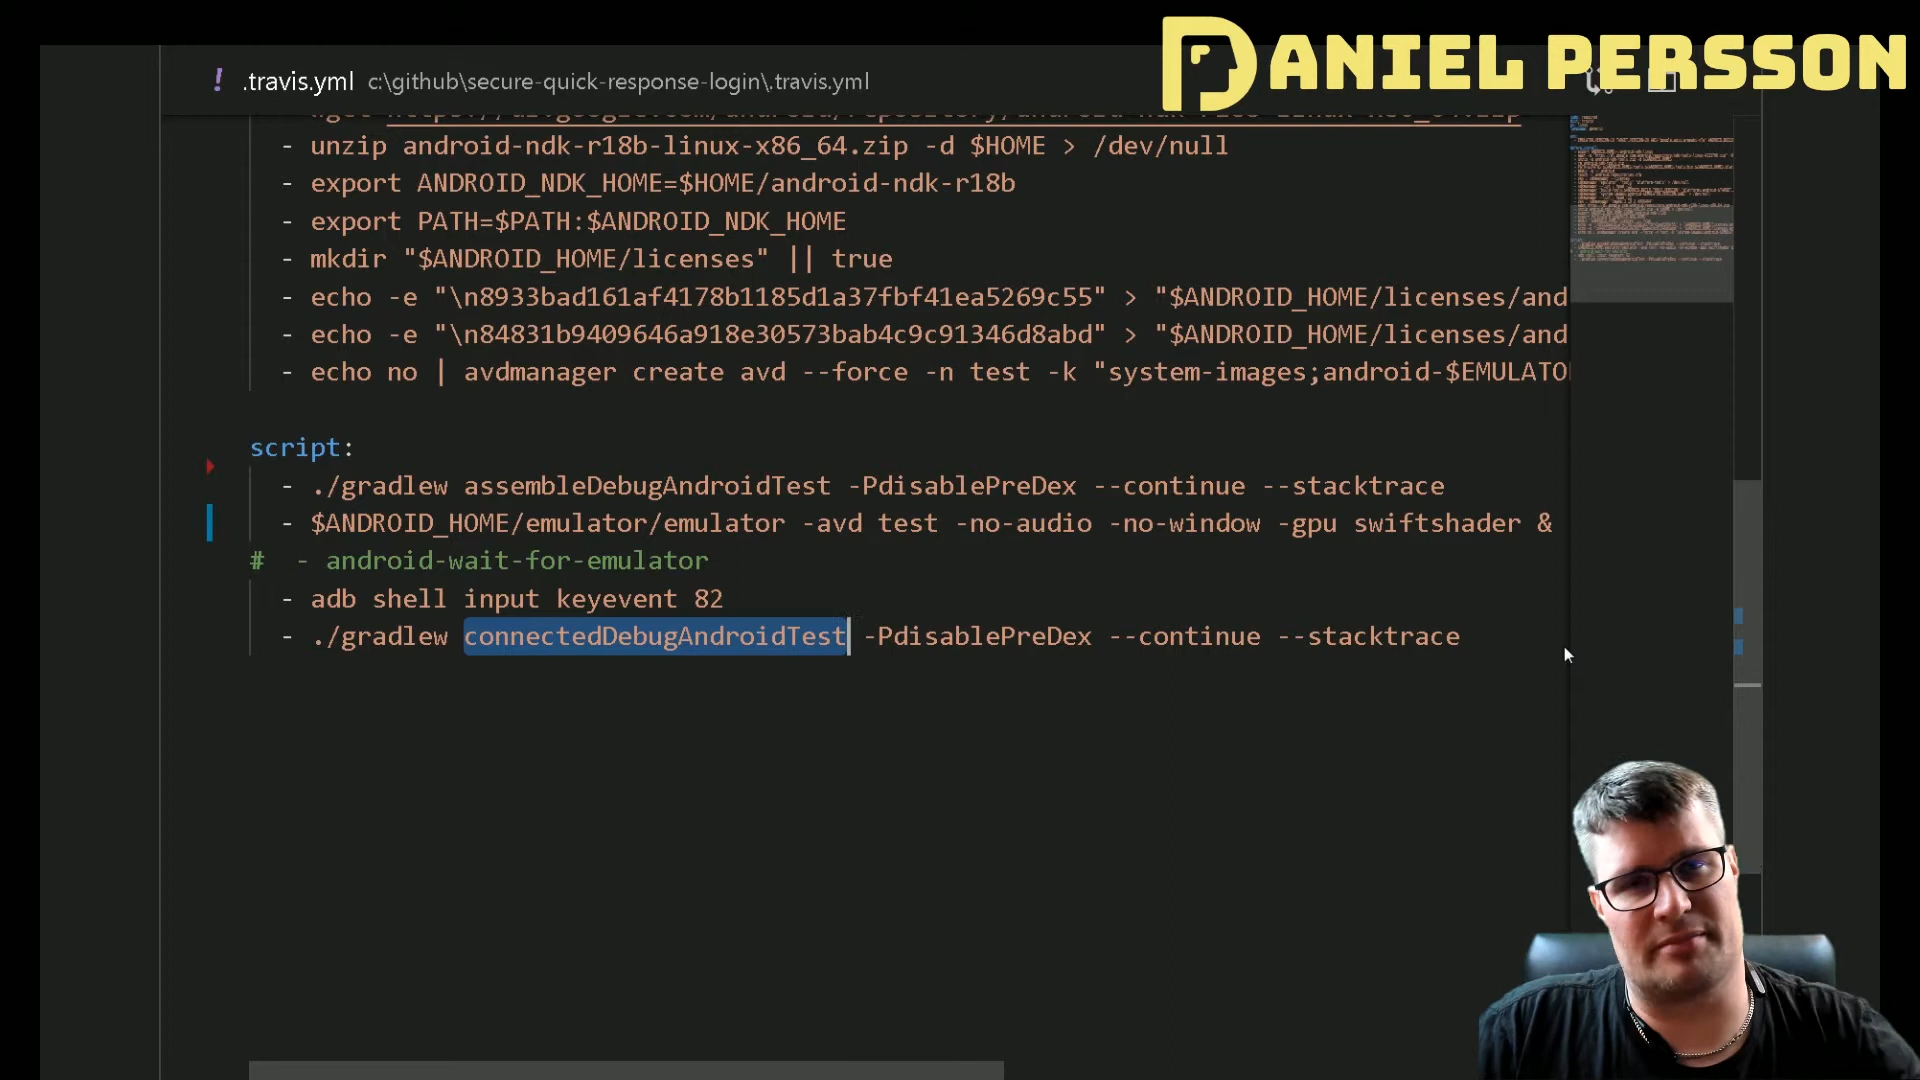 DANIEL PERSSON
! .travis.yml c:\github\secure-quick-response-login\.travis.yml
- unzip android-ndk-r18b-linux-x86_64.zip -d $HOME > /dev/null
- export ANDROID_NDK_HOME=$HOME/android-ndk-r18b
- export PATH=$PATH:$ANDROID_NDK_HOME
- mkdir "$ANDROID_HOME/licenses" || true
- echo -e "\n8933bad161af4178b1185d1a37fbf41ea5269c55" > "$ANDROID_HOME/licenses/and
- echo -e "\n84831b9409646a918e30573bab4c9c91346d8abd" > "$ANDROID_HOME/licenses/and
- echo no | avdmanager create avd --force -n test -k "system-images;android-$EMULATO
script:
- ./gradlew assembleDebugAndroidTest -PdisablePreDex --continue --stacktrace
- $ANDROID_HOME/emulator/emulator -avd test -no-audio -no-window -gpu swiftshader &
# - android-wait-for-emulator
- adb shell input keyevent 82
- ./gradlew connectedDebugAndroidTest -PdisablePreDex --continue --stacktrace